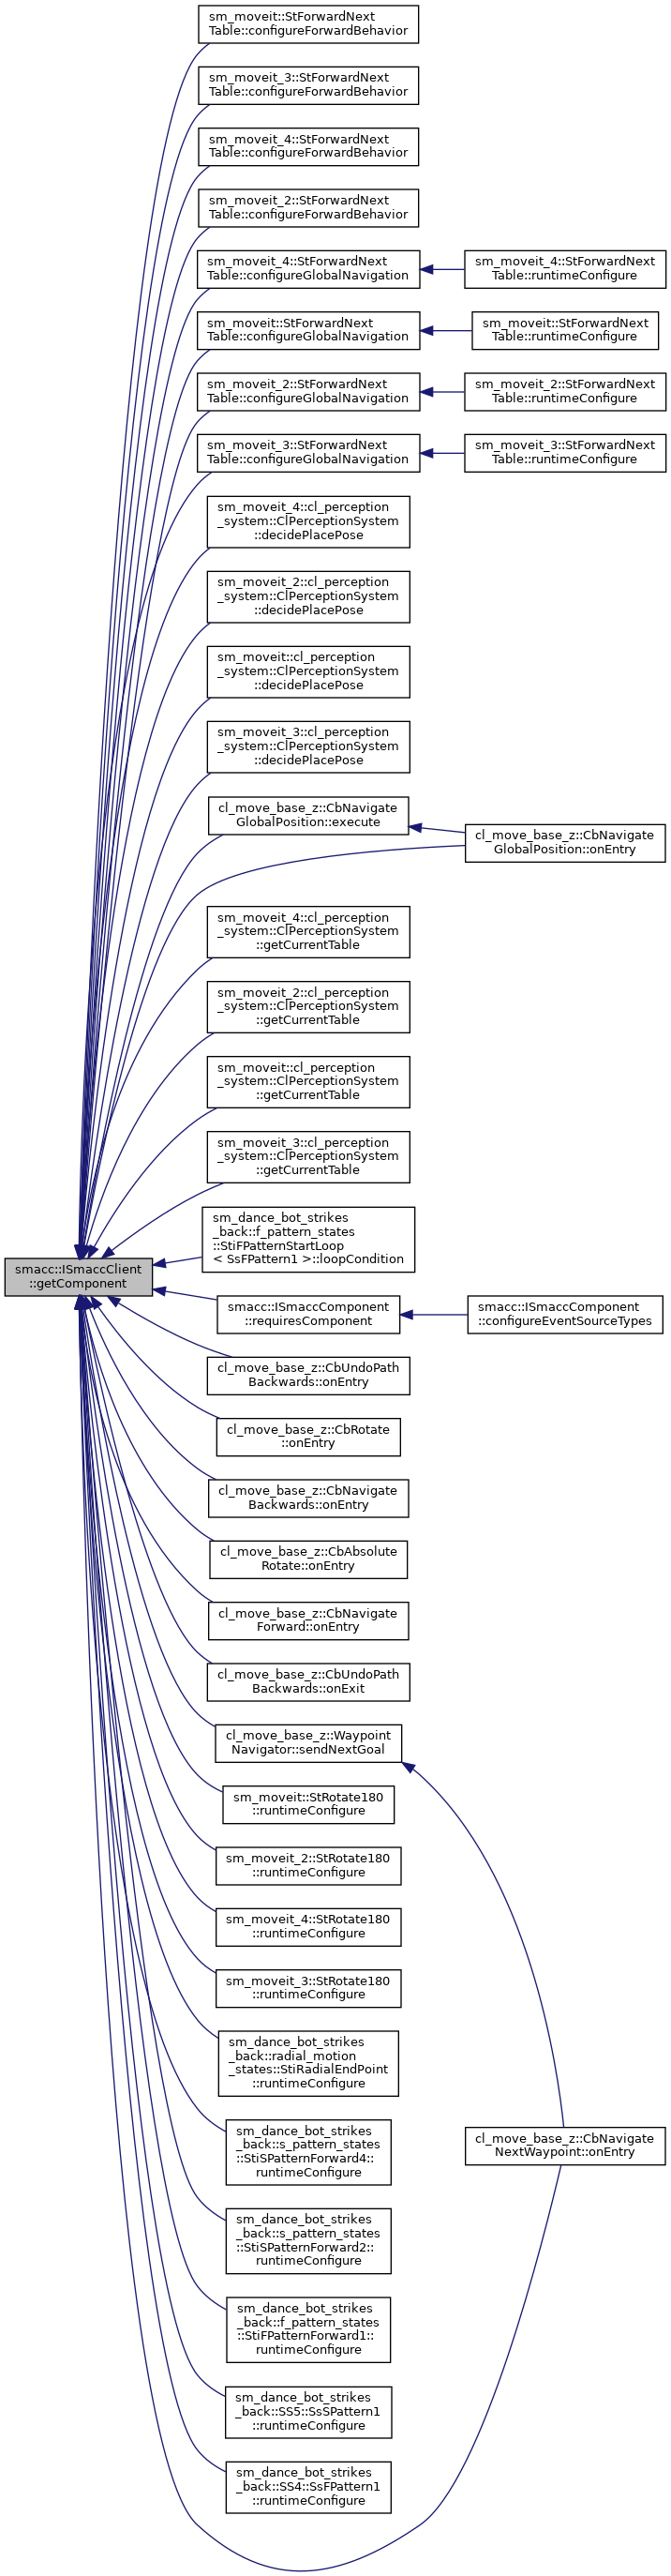 sm_moveit::StForwardNext
Table::configureForwardBehavior
sm_moveit_3::StForwardNext
Table::configureForwardBehavior
sm_moveit_4::StForwardNext
Table::configureForwardBehavior
sm_moveit_2::StForwardNext
Table::configureForwardBehavior
sm_moveit_4::StForwardNext
Table::configureGlobalNavigation
sm_moveit_4::StForwardNext
Table::runtimeConfigure
sm_moveit::StForwardNext
Table::configureGlobalNavigation
sm_moveit::StForwardNext
Table::runtimeConfigure
sm_moveit_2::StForwardNext
Table::configureGlobalNavigation
sm_moveit_2::StForwardNext
Table::runtimeConfigure
sm_moveit_3::StForwardNext
Table::configureGlobalNavigation
sm_moveit_3::StForwardNext
Table::runtimeConfigure
sm_moveit_4::cl_perception
_system::ClPerceptionSystem
::decidePlacePose
sm_moveit_2::cl_perception
_system::ClPerceptionSystem
::decidePlacePose
sm_moveit::cl_perception
_system::ClPerceptionSystem
::decidePlacePose
sm_moveit_3::cl_perception
_system::ClPerceptionSystem
::decidePlacePose
cl_move_base_z::CbNavigate
GlobalPosition::execute
cl_move_base_z::CbNavigate
GlobalPosition::onEntry
sm_moveit_4::cl_perception
_system::ClPerceptionSystem
::getCurrentTable
sm_moveit_2::cl_perception
_system::ClPerceptionSystem
::getCurrentTable
sm_moveit::cl_perception
_system::ClPerceptionSystem
::getCurrentTable
sm_moveit_3::cl_perception
_system::ClPerceptionSystem
::getCurrentTable
sm_dance_bot_strikes
_back::f_pattern_states
::StiFPatternStartLoop
< SsFPattern1 >::loopCondition
smacc::ISmaccClient
::getComponent
smacc::ISmaccComponent
::requiresComponent
smacc::ISmaccComponent
::configureEventSourceTypes
cl_move_base_z::CbUndoPath
Backwards::onEntry
cl_move_base_z::CbRotate
::onEntry
cl_move_base_z::CbNavigate
Backwards::onEntry
cl_move_base_z::CbAbsolute
Rotate::onEntry
cl_move_base_z::CbNavigate
Forward::onEntry
cl_move_base_z::CbUndoPath
Backwards::onExit
cl_move_base_z::Waypoint
Navigator::sendNextGoal
sm_moveit::StRotate180
::runtimeConfigure
sm_moveit_2::StRotate180
::runtimeConfigure
sm_moveit_4::StRotate180
::runtimeConfigure
sm_moveit_3::StRotate180
::runtimeConfigure
sm_dance_bot_strikes
_back::radial_motion
_states::StiRadialEndPoint
::runtimeConfigure
sm_dance_bot_strikes
_back::s_pattern_states
::StiSPatternForward4::
runtimeConfigure
cl_move_base_z::CbNavigate
NextWaypoint::onEntry
sm_dance_bot_strikes
_back::s_pattern_states
::StiSPatternForward2::
runtimeConfigure
sm_dance_bot_strikes
_back::f_pattern_states
::StiFPatternForward1::
runtimeConfigure
sm_dance_bot_strikes
_back::SS5::SsSPattern1
::runtimeConfigure
sm_dance_bot_strikes
_back::SS4::SsFPattern1
::runtimeConfigure